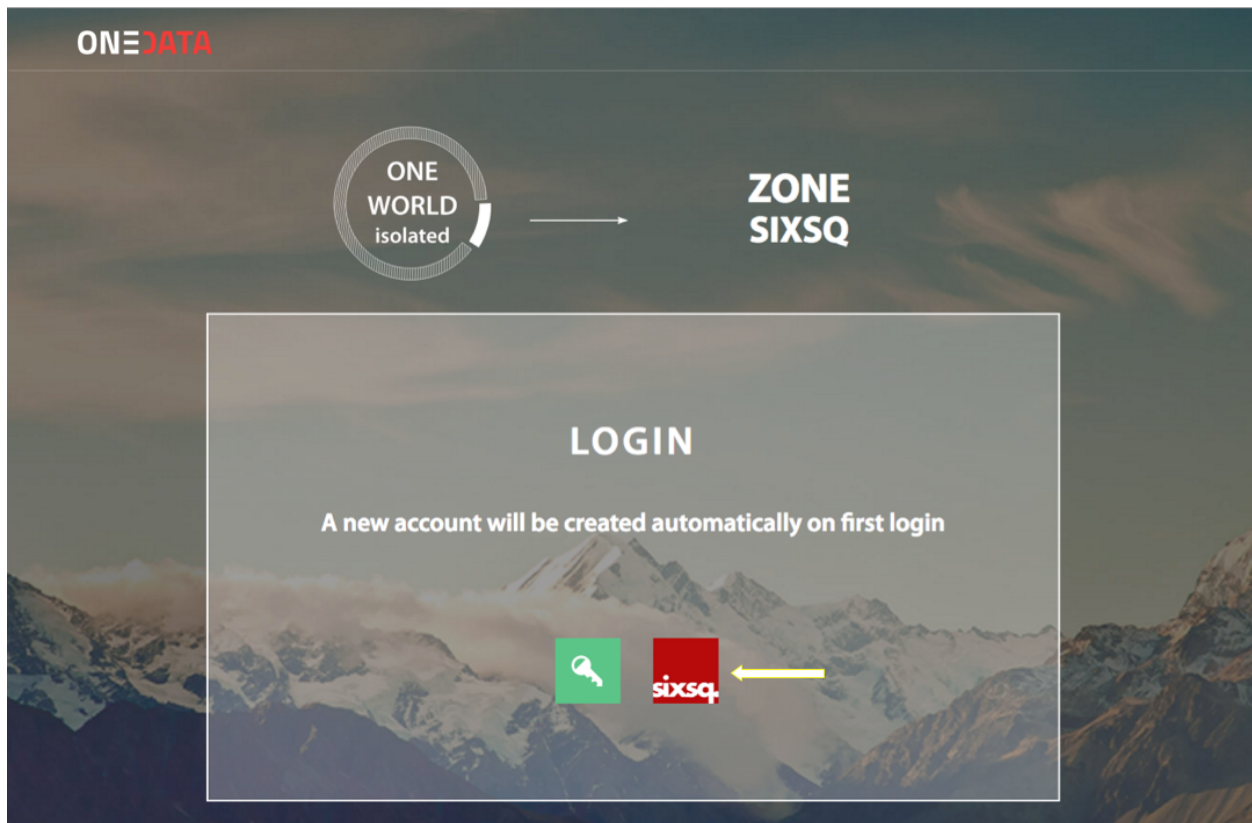 ONEDATA
ONE
WORLD
isolated
ZONE
SIXSQ
LOGIN
A new account will be created automatically on first login
sixsq.